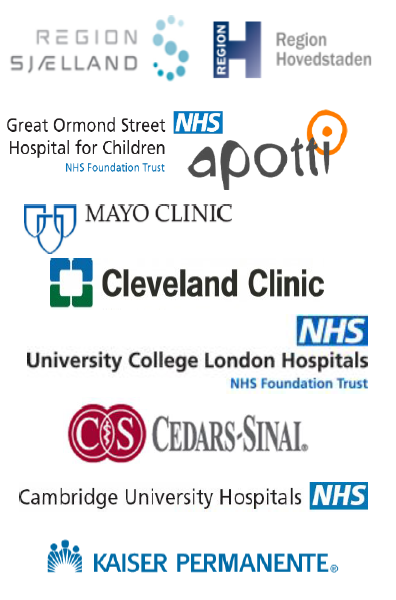 REGION
SJÆLLAND
REGION
H
Region
Hovedstaden
Great Ormond Street
Hospital for Children
NHS
NHS Foundation Trust
apotti
MAYO CLINIC
Cleveland Clinic
NHS
University College London Hospitals
NHS Foundation Trust
CS CEDARS-SINAI®
Cambridge University Hospitals NHS
KAISER PERMANENTE®